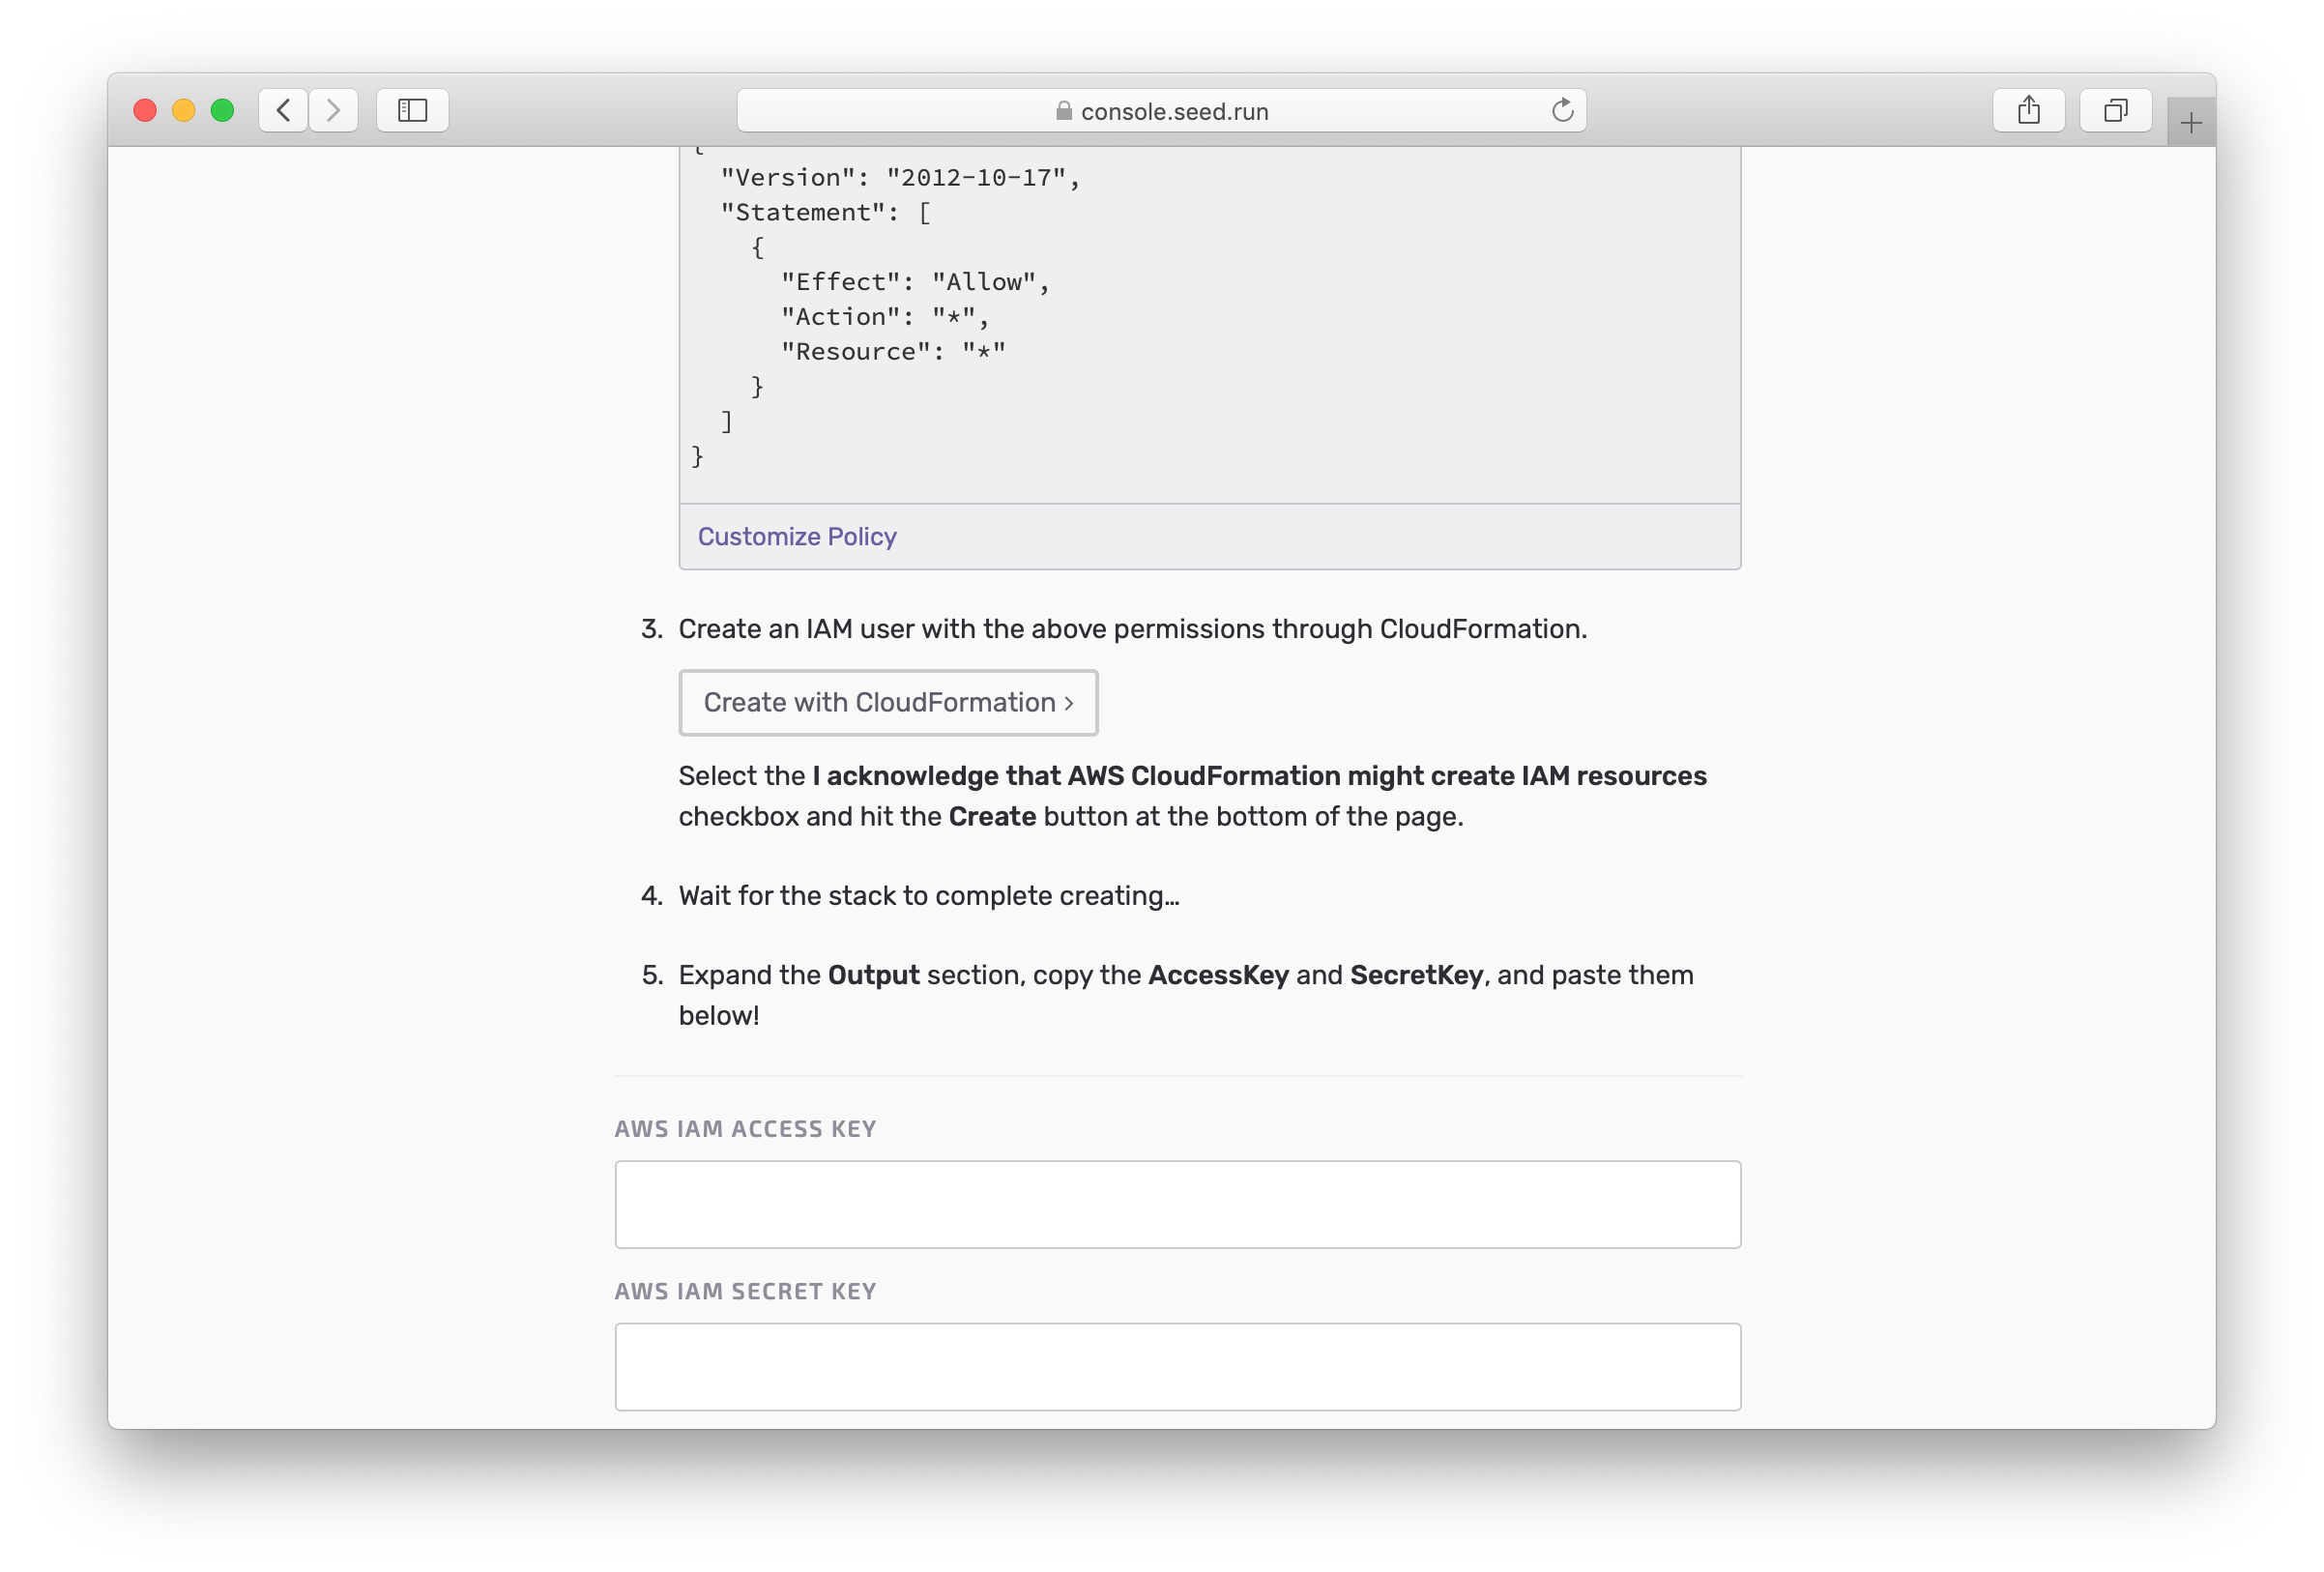 console.seed.run
{
  "Version": "2012-10-17",
  "Statement": [
    {
      "Effect": "Allow",
      "Action": "*",
      "Resource": "*"
    }
  ]
}
Customize Policy
3. Create an IAM user with the above permissions through CloudFormation.
Create with CloudFormation ›
Select the I acknowledge that AWS CloudFormation might create IAM resources
checkbox and hit the Create button at the bottom of the page.
4. Wait for the stack to complete creating…
5. Expand the Output section, copy the AccessKey and SecretKey, and paste them
below!
AWS IAM ACCESS KEY
AWS IAM SECRET KEY